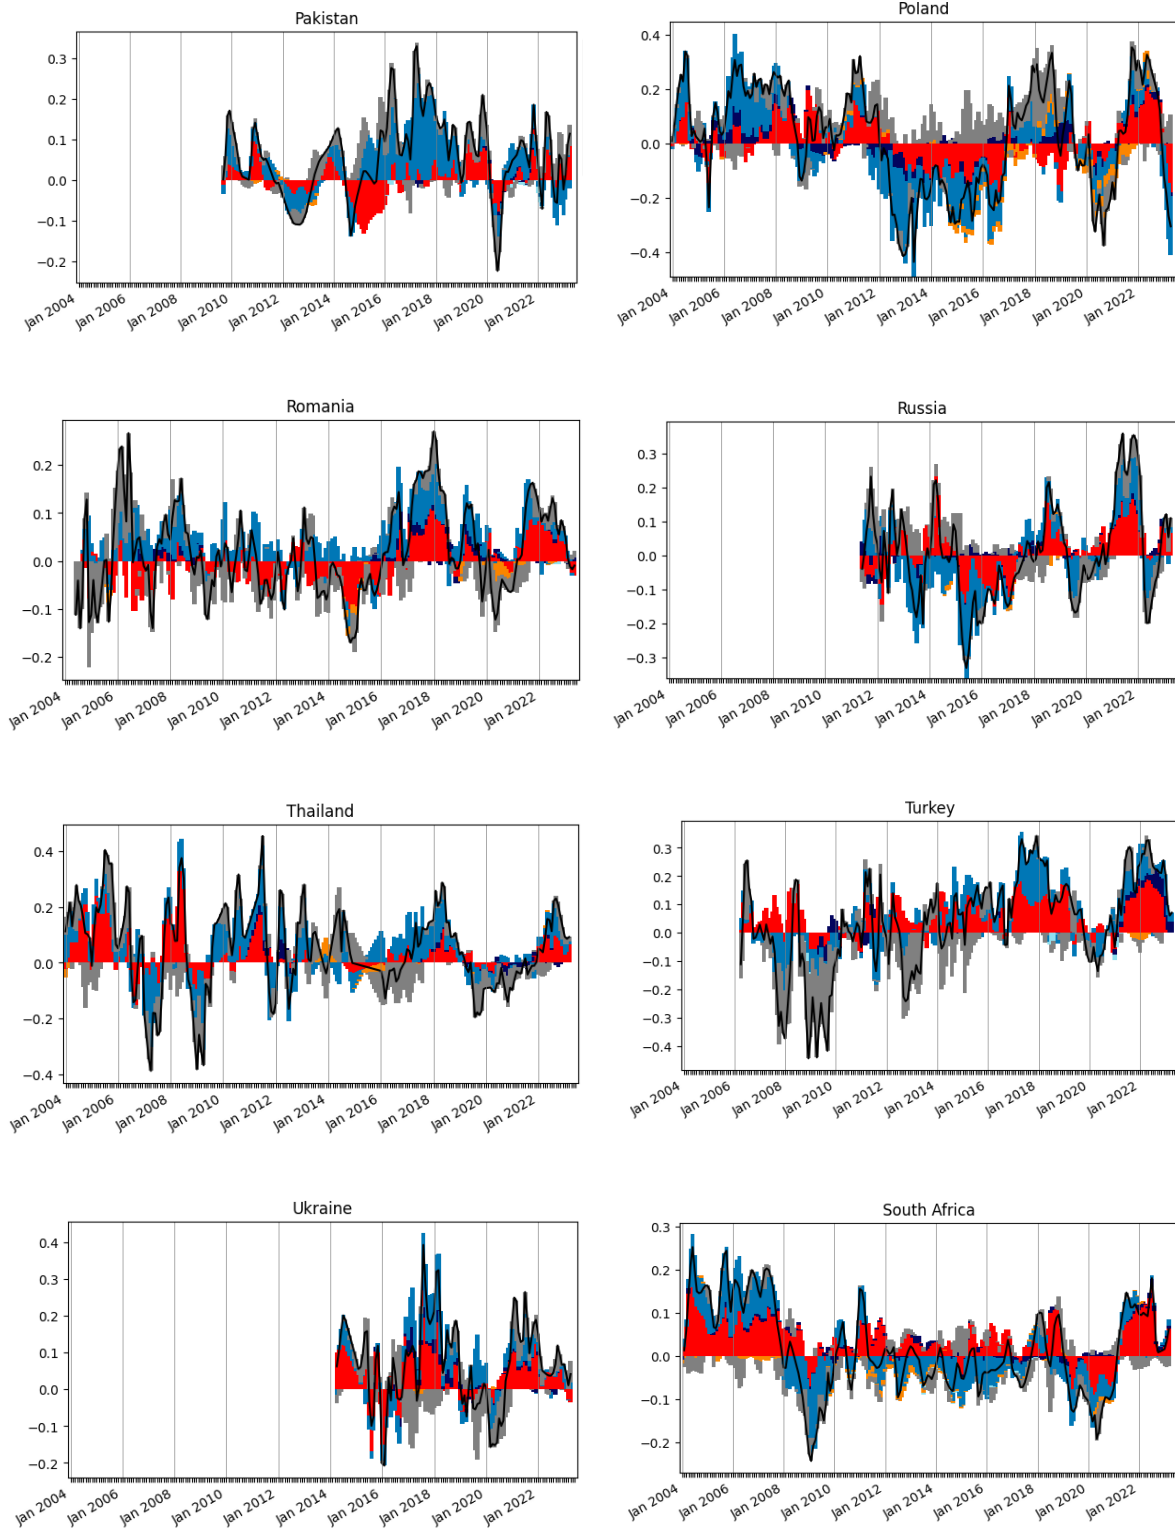 Pakistan
0.3
0.2
0.1
0.0
−0.1
−0.2
Jan 2004
Jan 2006
Jan 2008
Jan 2010
Jan 2012
Jan 2014
Jan 2016
Jan 2018
Jan 2020
Jan 2022
Poland
0.4
0.2
0.0
−0.2
−0.4
Jan 2004
Jan 2006
Jan 2008
Jan 2010
Jan 2012
Jan 2014
Jan 2016
Jan 2018
Jan 2020
Jan 2022
Romania
0.2
0.1
0.0
−0.1
−0.2
Jan 2004
Jan 2006
Jan 2008
Jan 2010
Jan 2012
Jan 2014
Jan 2016
Jan 2018
Jan 2020
Jan 2022
Russia
0.3
0.2
0.1
0.0
−0.1
−0.2
−0.3
Jan 2004
Jan 2006
Jan 2008
Jan 2010
Jan 2012
Jan 2014
Jan 2016
Jan 2018
Jan 2020
Jan 2022
Thailand
0.4
0.2
0.0
−0.2
−0.4
Jan 2004
Jan 2006
Jan 2008
Jan 2010
Jan 2012
Jan 2014
Jan 2016
Jan 2018
Jan 2020
Jan 2022
Turkey
0.3
0.2
0.1
0.0
−0.1
−0.2
−0.3
−0.4
Jan 2004
Jan 2006
Jan 2008
Jan 2010
Jan 2012
Jan 2014
Jan 2016
Jan 2018
Jan 2020
Jan 2022
Ukraine
0.4
0.3
0.2
0.1
0.0
−0.1
−0.2
Jan 2004
Jan 2006
Jan 2008
Jan 2010
Jan 2012
Jan 2014
Jan 2016
Jan 2018
Jan 2020
Jan 2022
South Africa
0.3
0.2
0.1
0.0
−0.1
−0.2
Jan 2004
Jan 2006
Jan 2008
Jan 2010
Jan 2012
Jan 2014
Jan 2016
Jan 2018
Jan 2020
Jan 2022